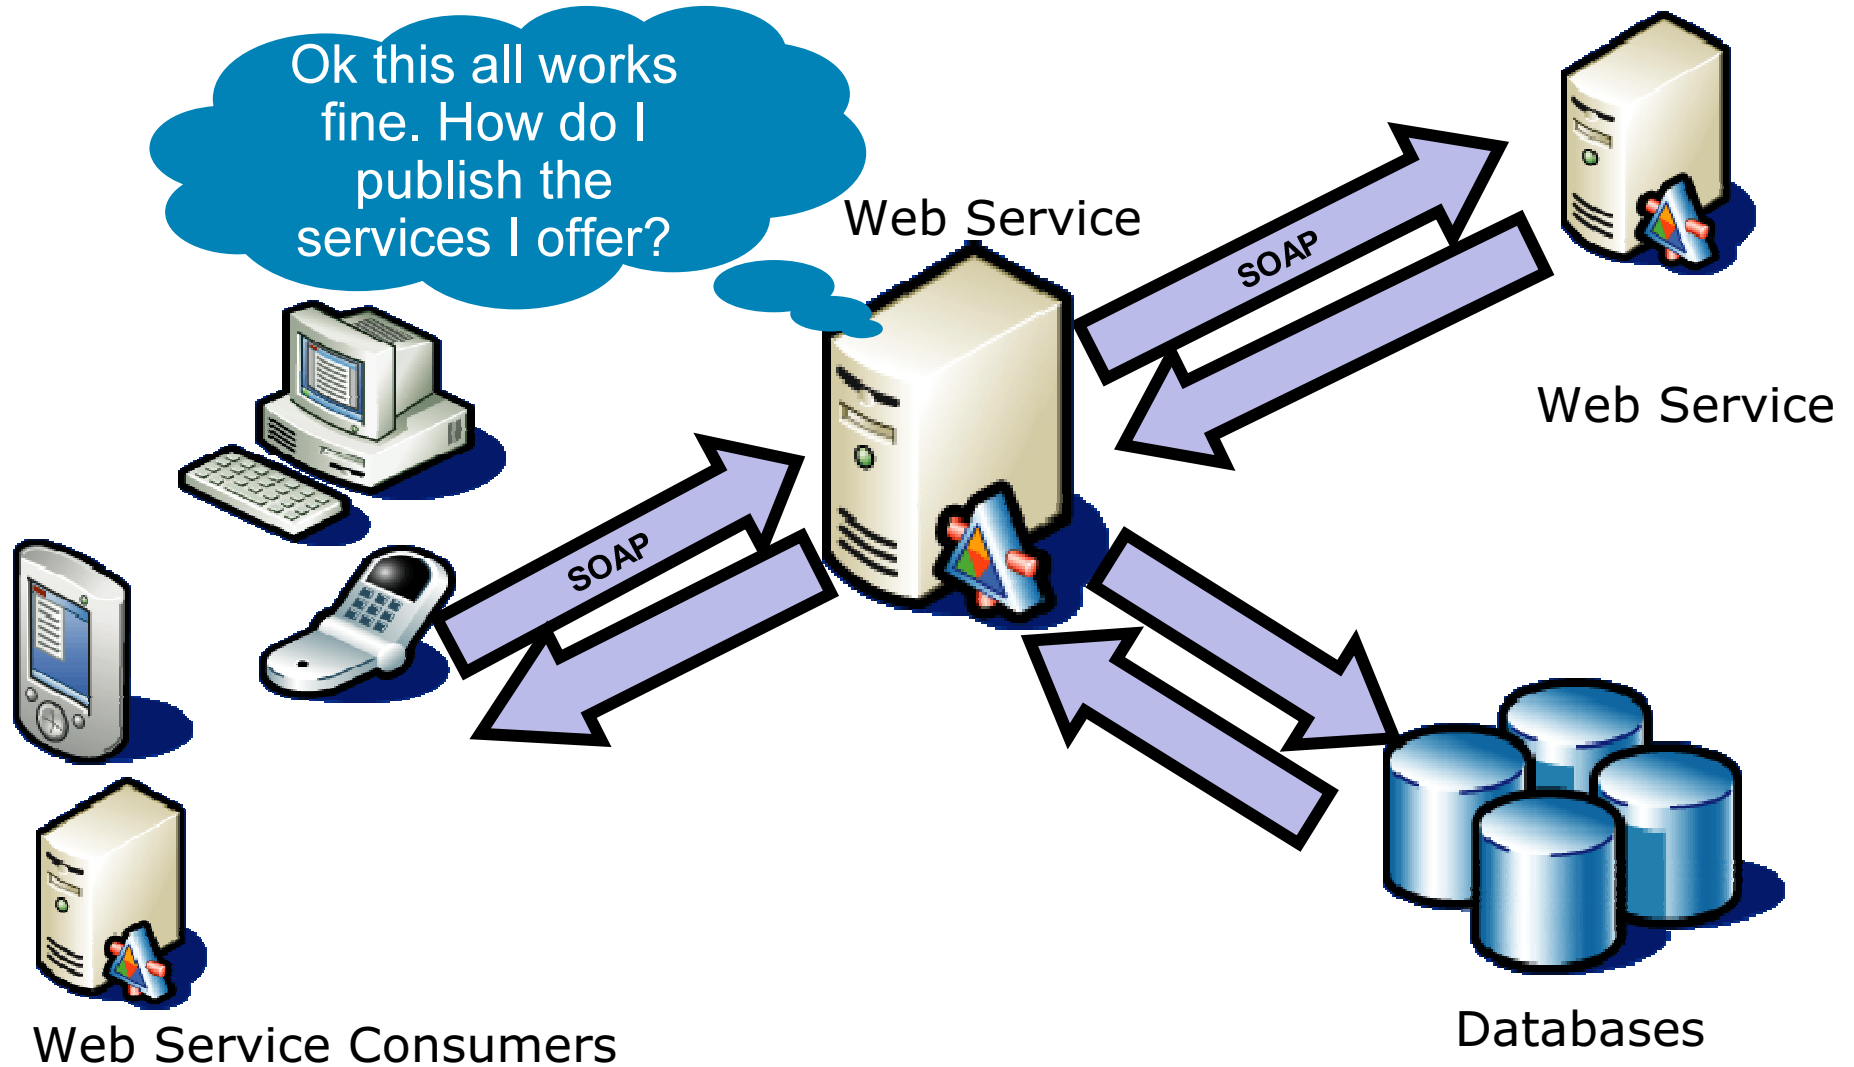 Ok this all works
fine. How do I
publish the
services I offer?
Web Service
SOAP
Web Service
SOAP
Databases
Web Service Consumers